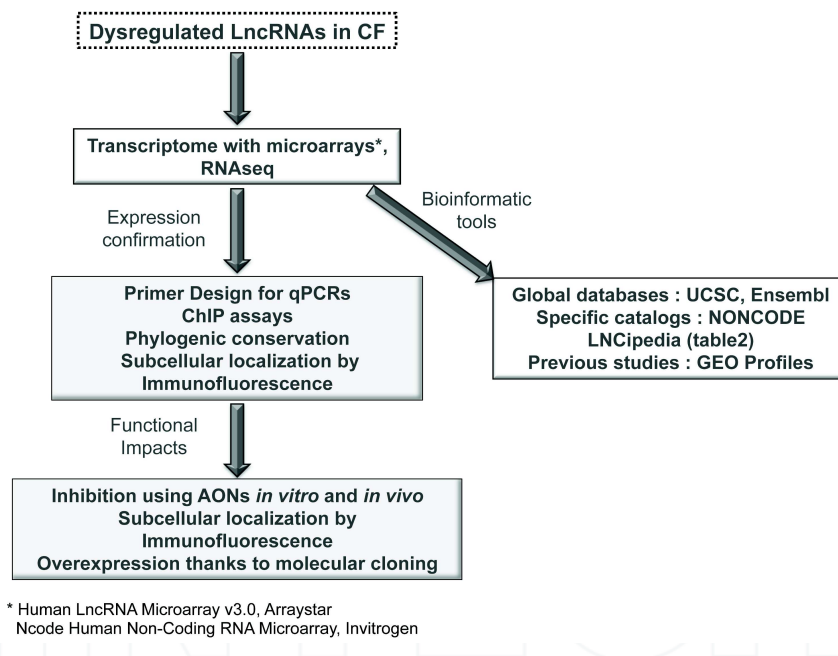 Dysregulated LncRNAs in CF
Transcriptome with microarrays*,
RNAseq
Expression
confirmation
Bioinformatic
tools
Primer Design for qPCRs
ChIP assays
Phylogenic conservation
Subcellular localization by
Immunofluorescence
Global databases : UCSC, Ensembl
Specific catalogs : NONCODE
LNCipedia (table2)
Previous studies : GEO Profiles
Functional
Impacts
Inhibition using AONs in vitro and in vivo
Subcellular localization by
Immunofluorescence
Overexpression thanks to molecular cloning
* Human LncRNA Microarray v3.0, Arraystar
Ncode Human Non-Coding RNA Microarray, Invitrogen